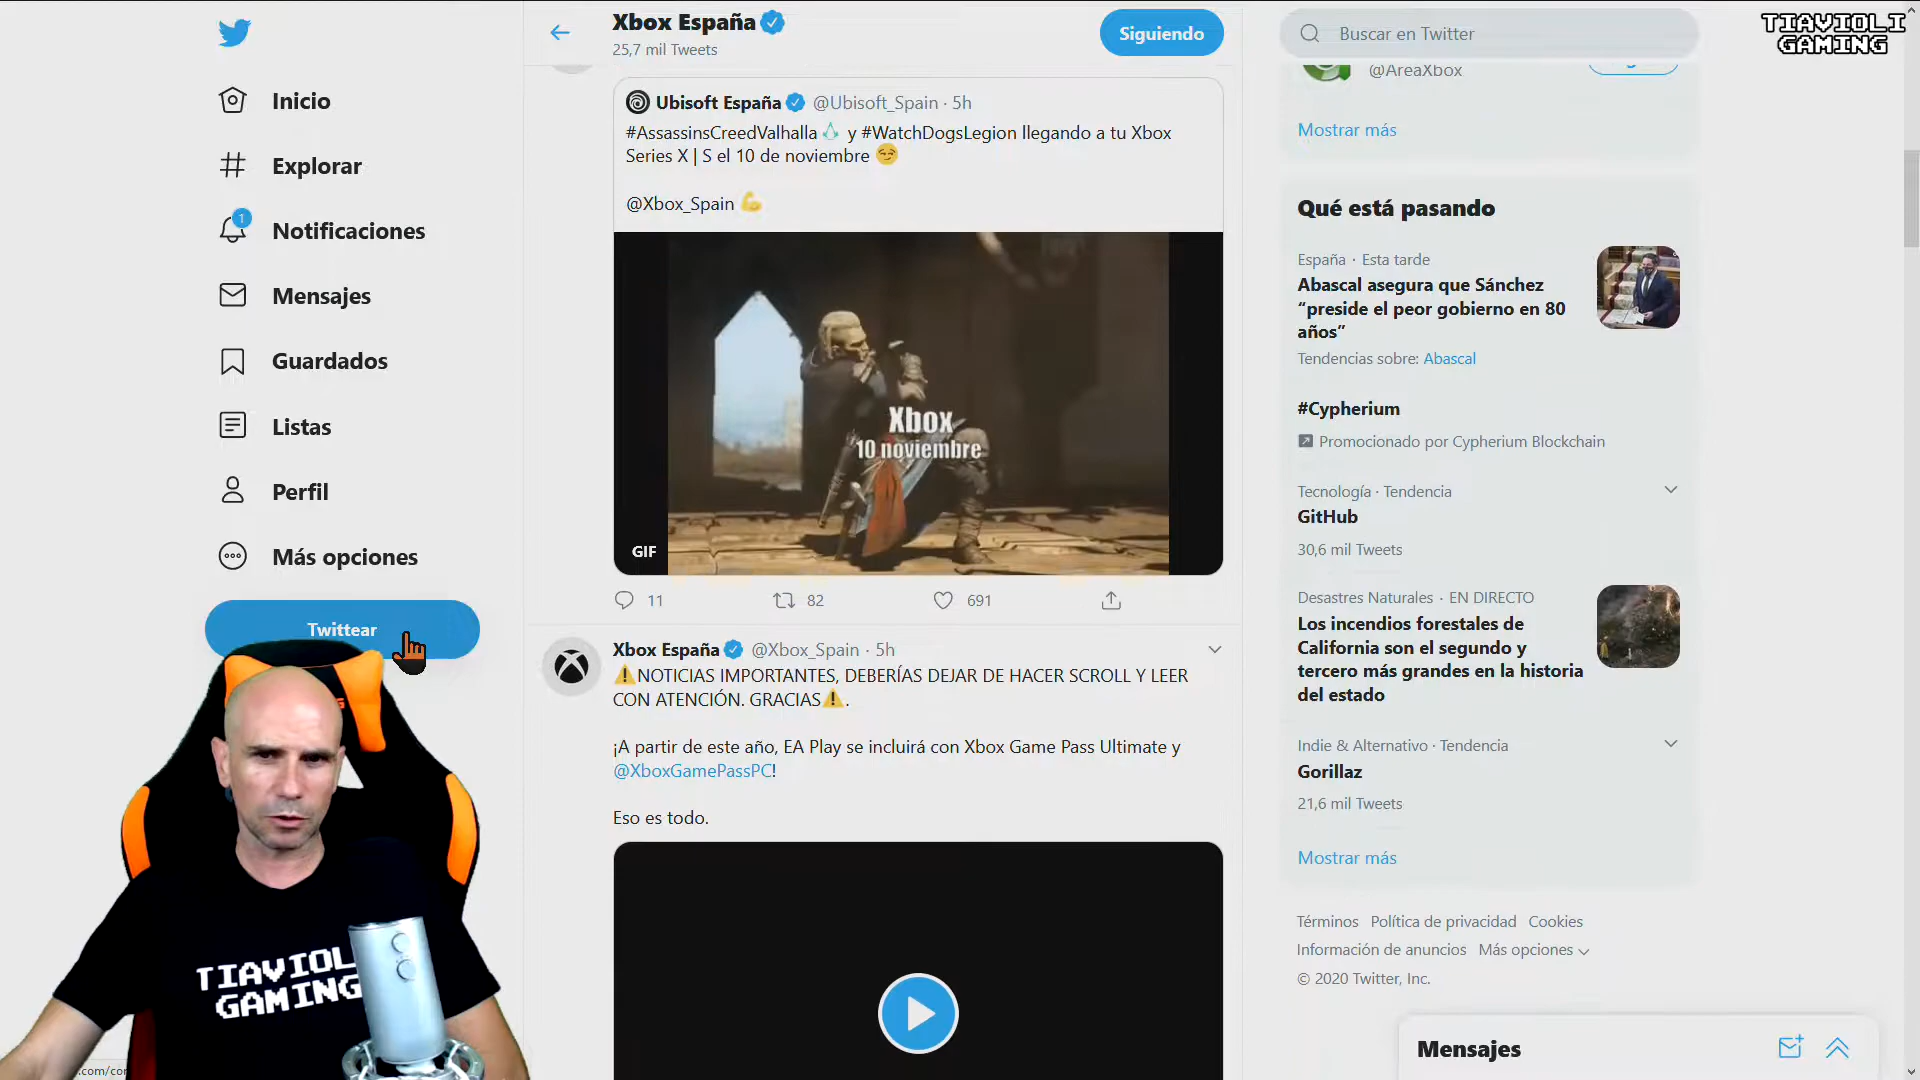 Inicio
Explorar
1
Notificaciones
Mensajes
Guardados
Listas
Perfil
Más opciones
Twittear
TIAVIOL
GAMING
.com/co
Xbox España
25,7 mil Tweets
Siguiendo
Ubisoft España @Ubisoft_Spain · 5h
#AssassinsCreedValhalla y #WatchDogsLegion llegando a tu Xbox
Series X | S el 10 de noviembre 😏
@Xbox_Spain 💪
Xbox
10 noviembre
GIF
11
82
691
Xbox España @Xbox_Spain · 5h
⚠NOTICIAS IMPORTANTES, DEBERÍAS DEJAR DE HACER SCROLL Y LEER
CON ATENCIÓN. GRACIAS⚠.
¡A partir de este año, EA Play se incluirá con Xbox Game Pass Ultimate y
@XboxGamePassPC!
Eso es todo.
Buscar en Twitter
TIAVIOLI
GAMING
@AreaXbox
Mostrar más
Qué está pasando
España · Esta tarde
Abascal asegura que Sánchez
“preside el peor gobierno en 80
años”
Tendencias sobre: Abascal
#Cypherium
Promocionado por Cypherium Blockchain
Tecnología · Tendencia
GitHub
30,6 mil Tweets
Desastres Naturales · EN DIRECTO
Los incendios forestales de
California son el segundo y
tercero más grandes en la historia
del estado
Indie & Alternativo · Tendencia
Gorillaz
21,6 mil Tweets
Mostrar más
Términos Política de privacidad Cookies
Información de anuncios Más opciones
© 2020 Twitter, Inc.
Mensajes